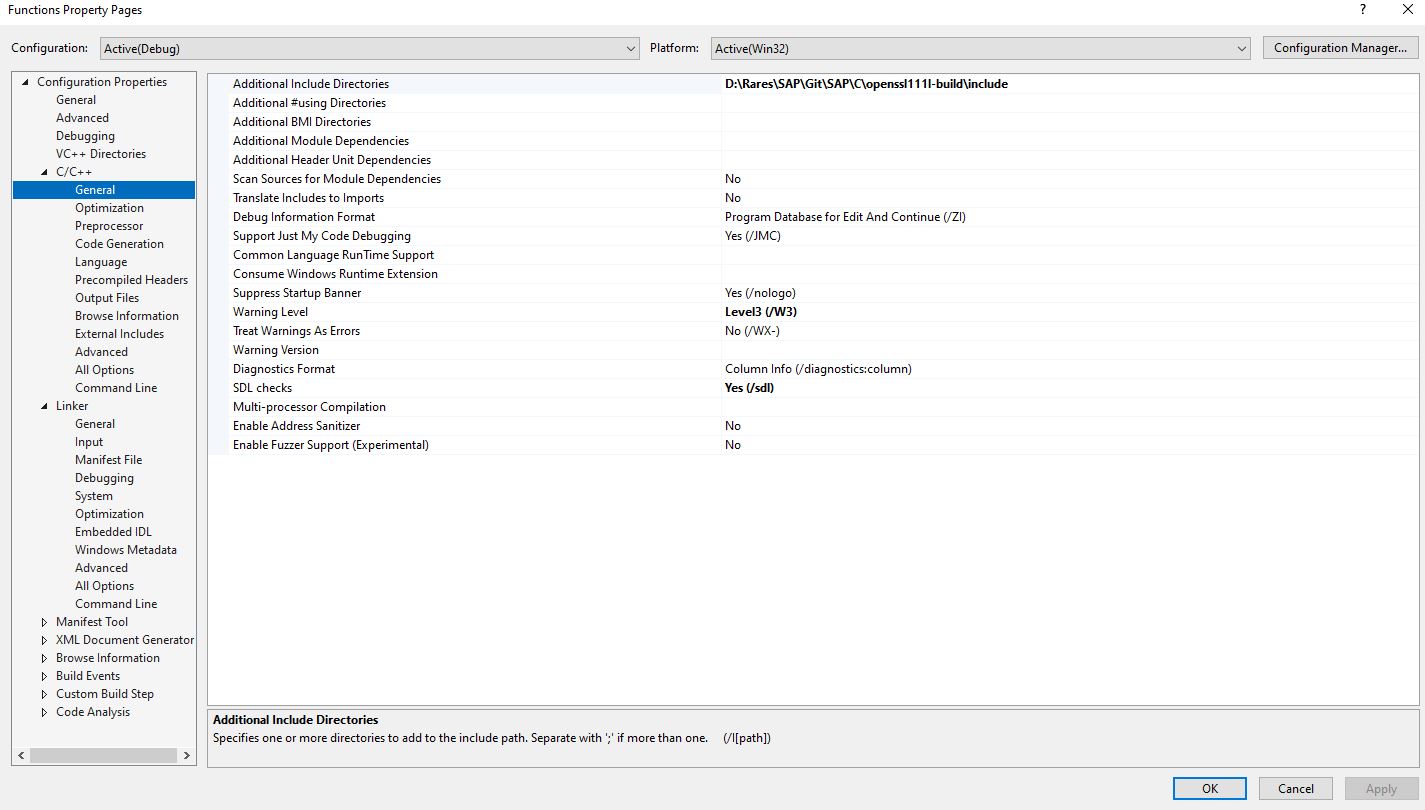 Functions Property Pages
? ×
Configuration: Active(Debug) Platform: Active(Win32) Configuration Manager...
Configuration Properties
General
Advanced
Debugging
VC++ Directories
C/C++
General
Optimization
Preprocessor
Code Generation
Language
Precompiled Headers
Output Files
Browse Information
External Includes
Advanced
All Options
Command Line
Linker
General
Input
Manifest File
Debugging
System
Optimization
Embedded IDL
Windows Metadata
Advanced
All Options
Command Line
Manifest Tool
XML Document Generator
Browse Information
Build Events
Custom Build Step
Code Analysis
Additional Include Directories D:\Rares\SAP\Git\SAP\C\openssl111l-build\include
Additional #using Directories
Additional BMI Directories
Additional Module Dependencies
Additional Header Unit Dependencies
Scan Sources for Module Dependencies No
Translate Includes to Imports No
Debug Information Format Program Database for Edit And Continue (/ZI)
Support Just My Code Debugging Yes (/JMC)
Common Language RunTime Support
Consume Windows Runtime Extension
Suppress Startup Banner Yes (/nologo)
Warning Level Level3 (/W3)
Treat Warnings As Errors No (/WX-)
Warning Version
Diagnostics Format Column Info (/diagnostics:column)
SDL checks Yes (/sdl)
Multi-processor Compilation
Enable Address Sanitizer No
Enable Fuzzer Support (Experimental) No
Additional Include Directories
Specifies one or more directories to add to the include path. Separate with ';' if more than one. (/I[path])
OK Cancel Apply